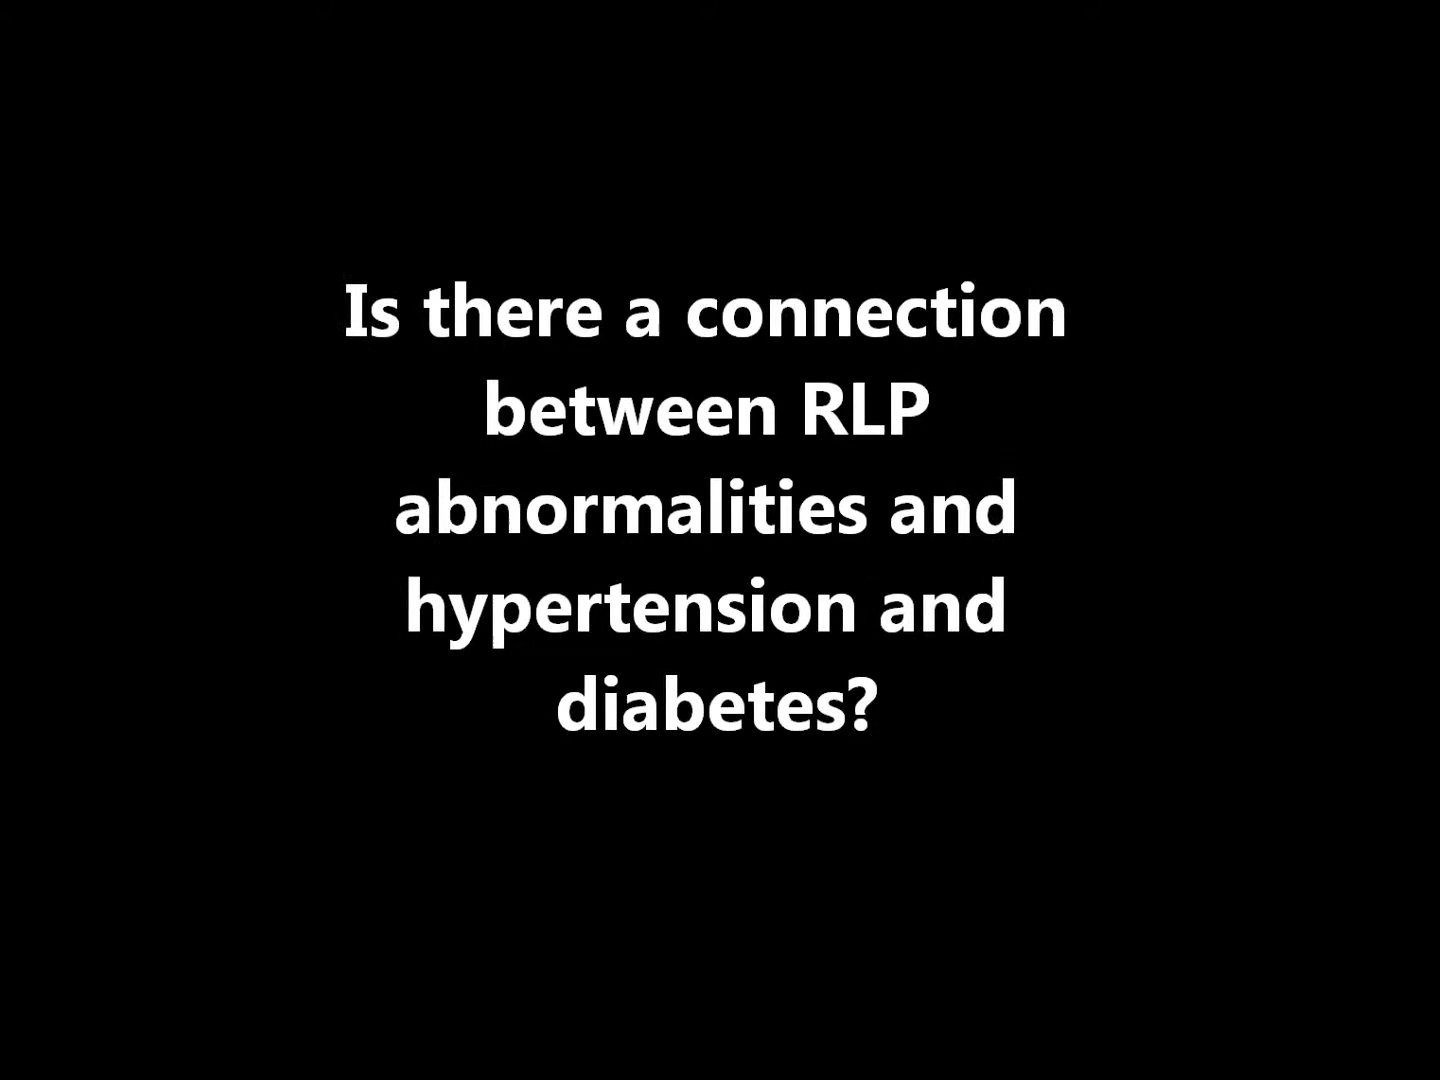 Is there a connection
between RLP
abnormalities and
hypertension and
diabetes?